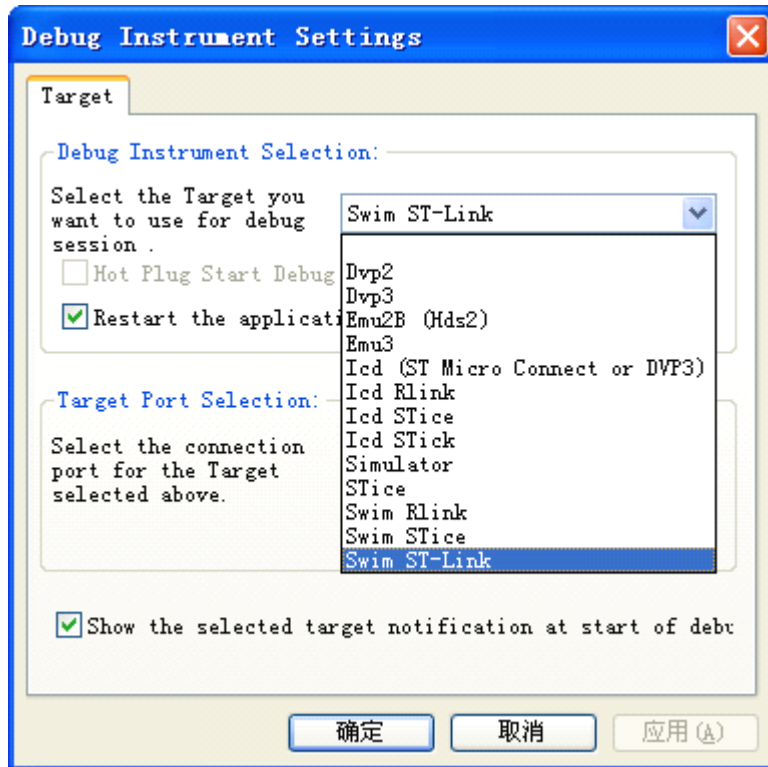 Debug Instrument Settings
Target
Debug Instrument Selection:
Select the Target you
want to use for debug
session .
Swim ST-Link
Hot Plug Start Debug
Restart the applicati
Dvp2
Dvp3
Emu2B (Hds2)
Emu3
Icd (ST Micro Connect or DVP3)
Icd Rlink
Icd STice
Icd STick
Simulator
STice
Swim Rlink
Swim STice
Swim ST-Link
Target Port Selection:
Select the connection
port for the Target
selected above.
Show the selected target notification at start of debu
确定
取消
应用(A)